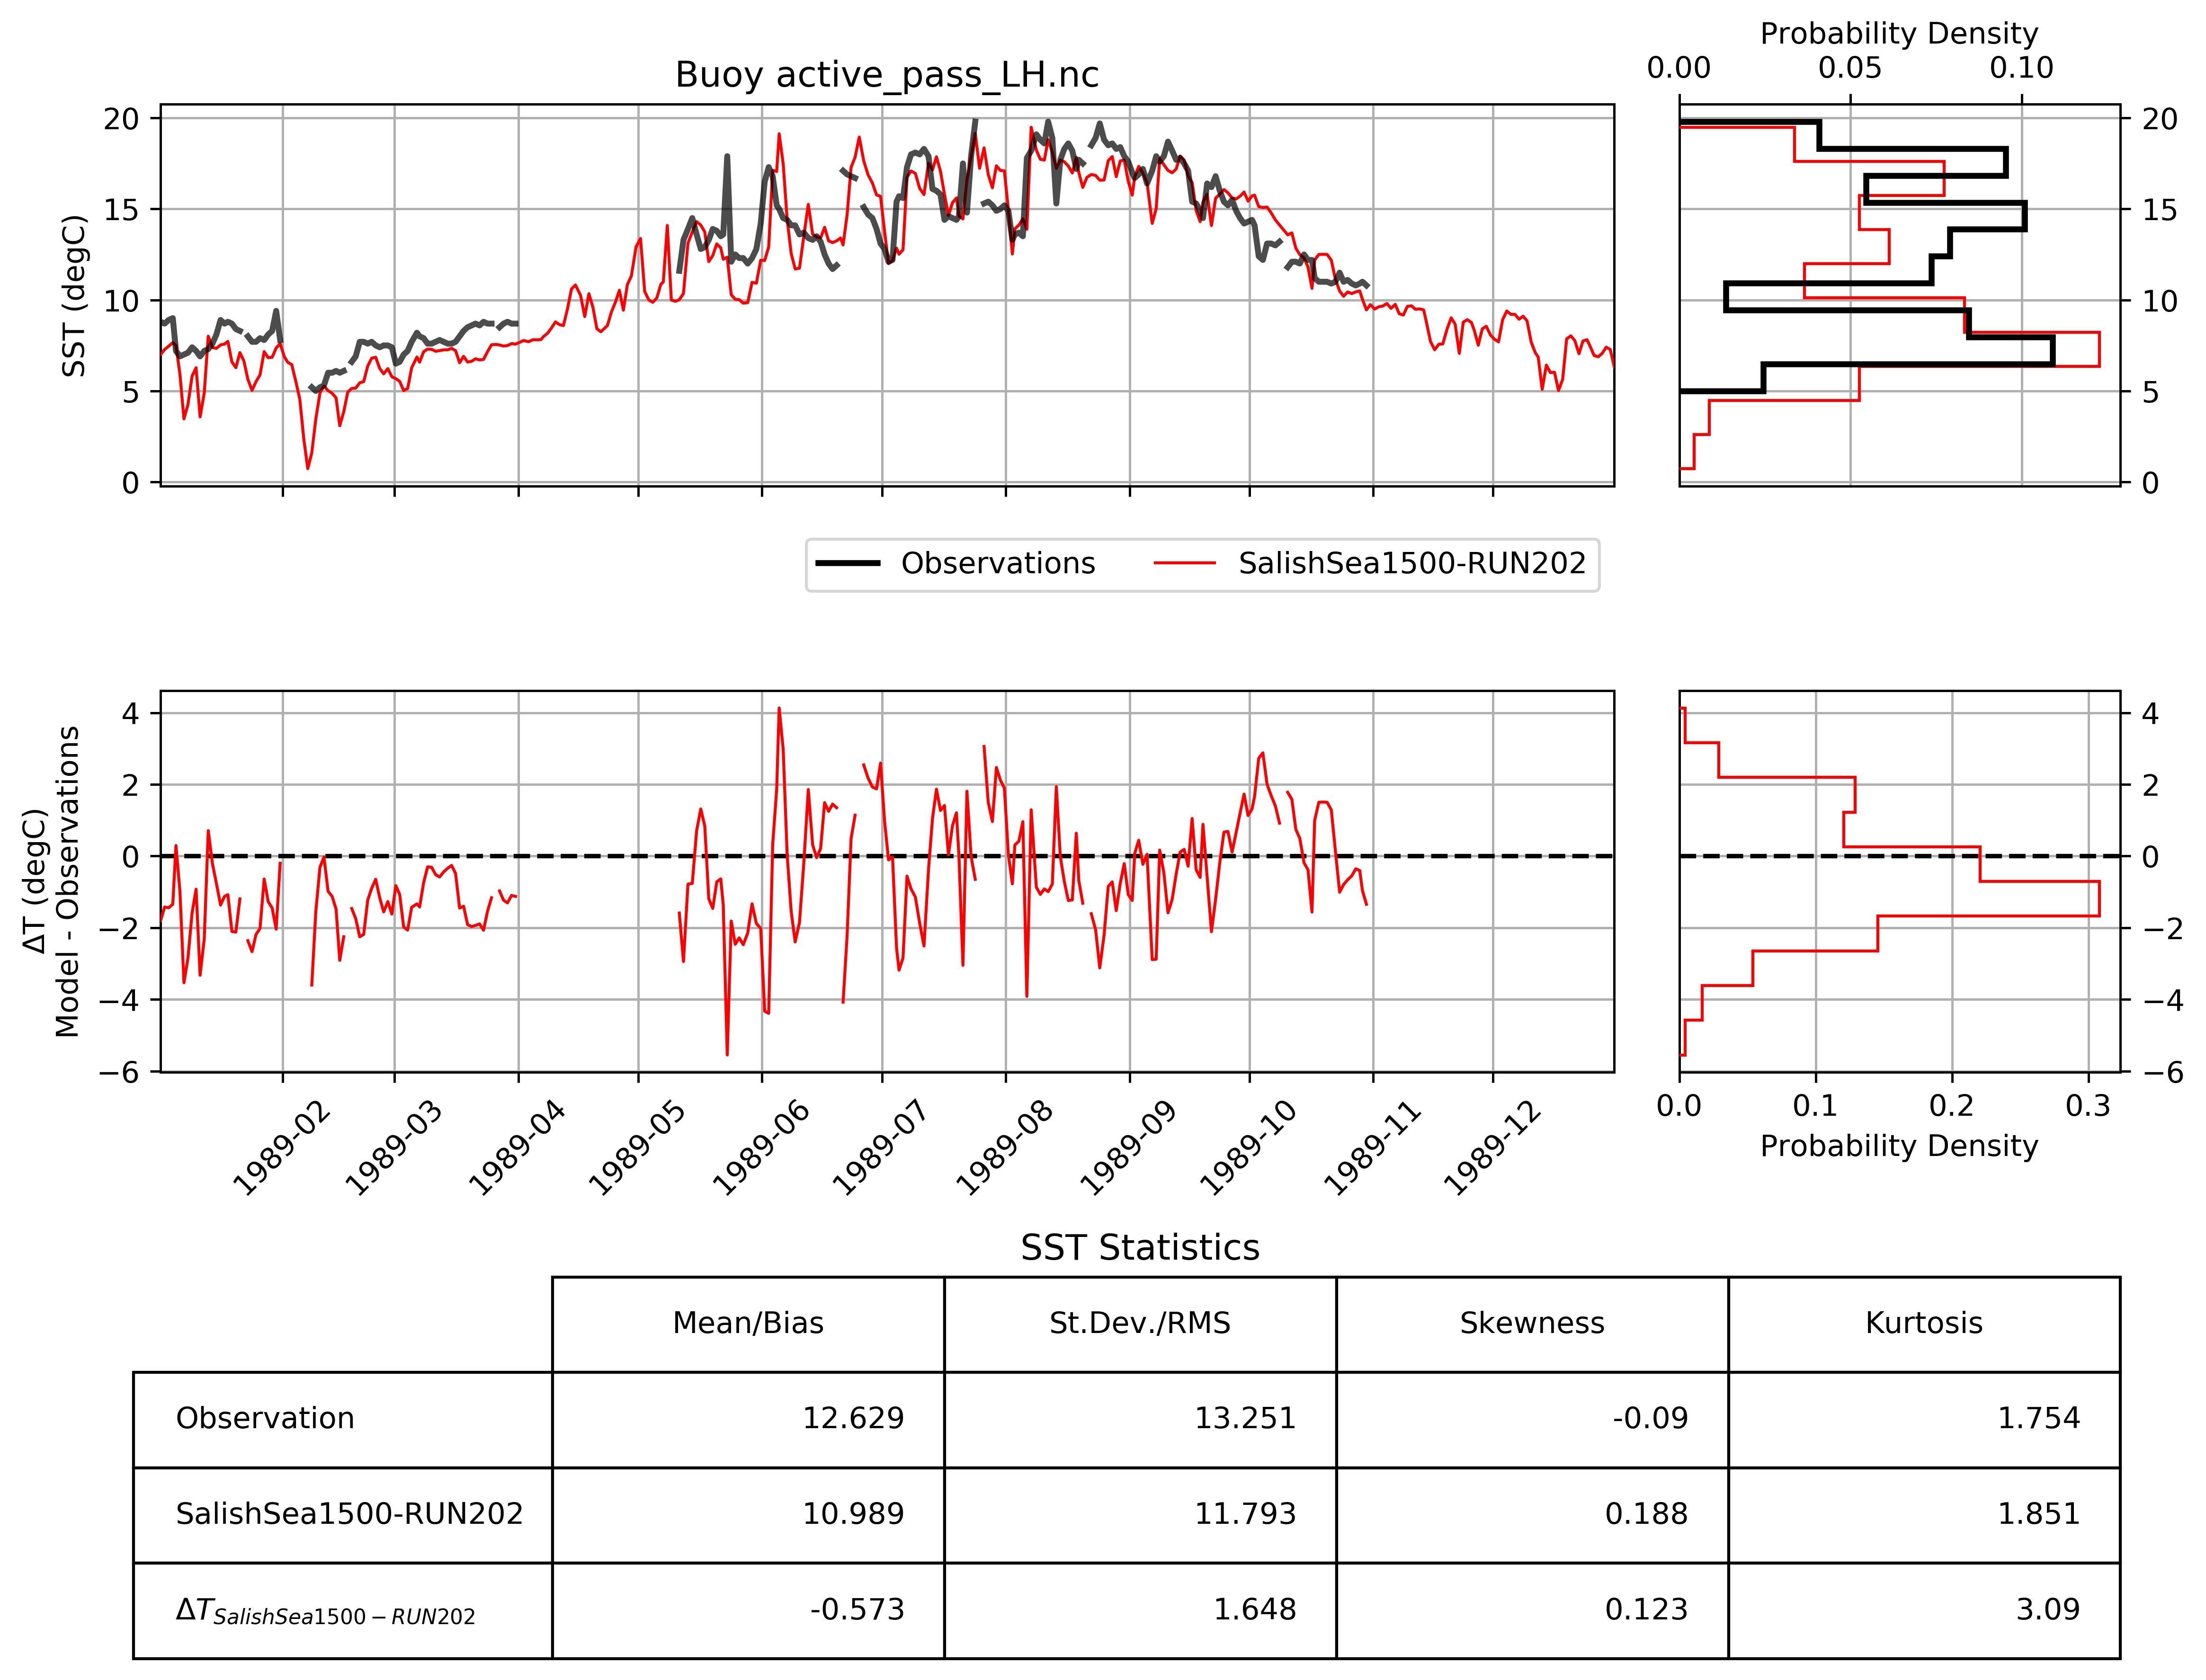 Probability Density
0.00 0.05 0.10
Buoy active_pass_LH.nc
20
15
10
5
0
SST (degC)
20
15
10
5
0
Observations SalishSea1500-RUN202
4
2
0
−2
−4
−6
ΔT (degC)
Model - Observations
4
2
0
−2
−4
−6
1989-02 1989-03 1989-04 1989-05 1989-06 1989-07 1989-08 1989-09 1989-10 1989-11 1989-12
0.0 0.1 0.2 0.3
Probability Density
SST Statistics
Mean/Bias St.Dev./RMS Skewness Kurtosis
Observation 12.629 13.251 -0.09 1.754
SalishSea1500-RUN202 10.989 11.793 0.188 1.851
ΔT SalishSea1500−RUN202 -0.573 1.648 0.123 3.09